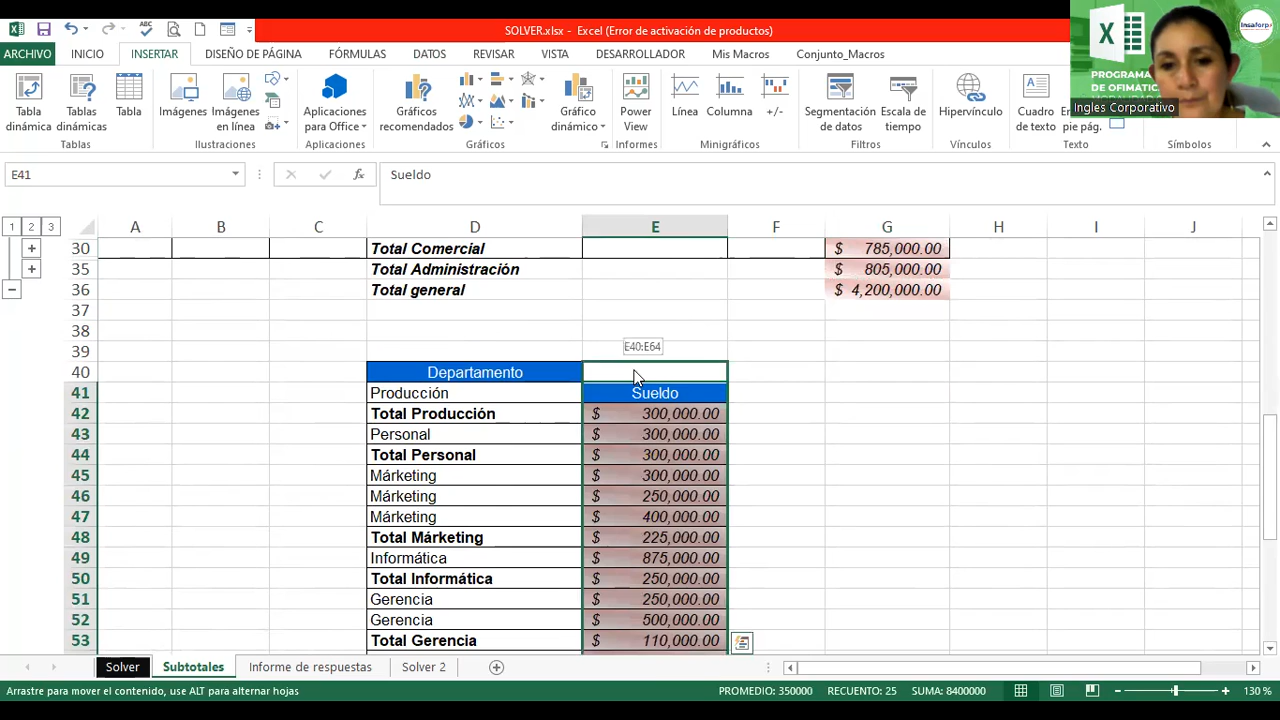 SOLVER.xlsx - Excel (Error de activación de productos)
ARCHIVO INICIO INSERTAR DISEÑO DE PÁGINA FÓRMULAS DATOS REVISAR VISTA DESARROLLADOR Mis Macros Conjunto_Macros
PROGRAMA
DE OFIMÁTICA
Ingles Corporativo
Tabla dinámica
Tablas dinámicas
Tabla
Imágenes
Imágenes en línea
Aplicaciones para Office
Gráficos recomendados
Gráfico dinámico
Power View
Línea
Columna
+/-
Segmentación de datos
Escala de tiempo
Hipervínculo
Cuadro de texto
pie pág.
Tablas Ilustraciones Aplicaciones Gráficos Informes Minigráficos Filtros Vínculos Texto Símbolos
E41 fx Sueldo
1 2 3 A B C D E F G H I J
30 Total Comercial $ 785,000.00
35 Total Administración $ 805,000.00
36 Total general $ 4,200,000.00
37
38
39 E40:E64
40 Departamento
41 Producción Sueldo
42 Total Producción $ 300,000.00
43 Personal $ 300,000.00
44 Total Personal $ 300,000.00
45 Márketing $ 300,000.00
46 Márketing $ 250,000.00
47 Márketing $ 400,000.00
48 Total Márketing $ 225,000.00
49 Informática $ 875,000.00
50 Total Informática $ 250,000.00
51 Gerencia $ 250,000.00
52 Gerencia $ 500,000.00
53 Total Gerencia $ 110,000.00
Solver Subtotales Informe de respuestas Solver 2
Arrastre para mover el contenido, use ALT para alternar hojas PROMEDIO: 350000 RECUENTO: 25 SUMA: 8400000 130 %